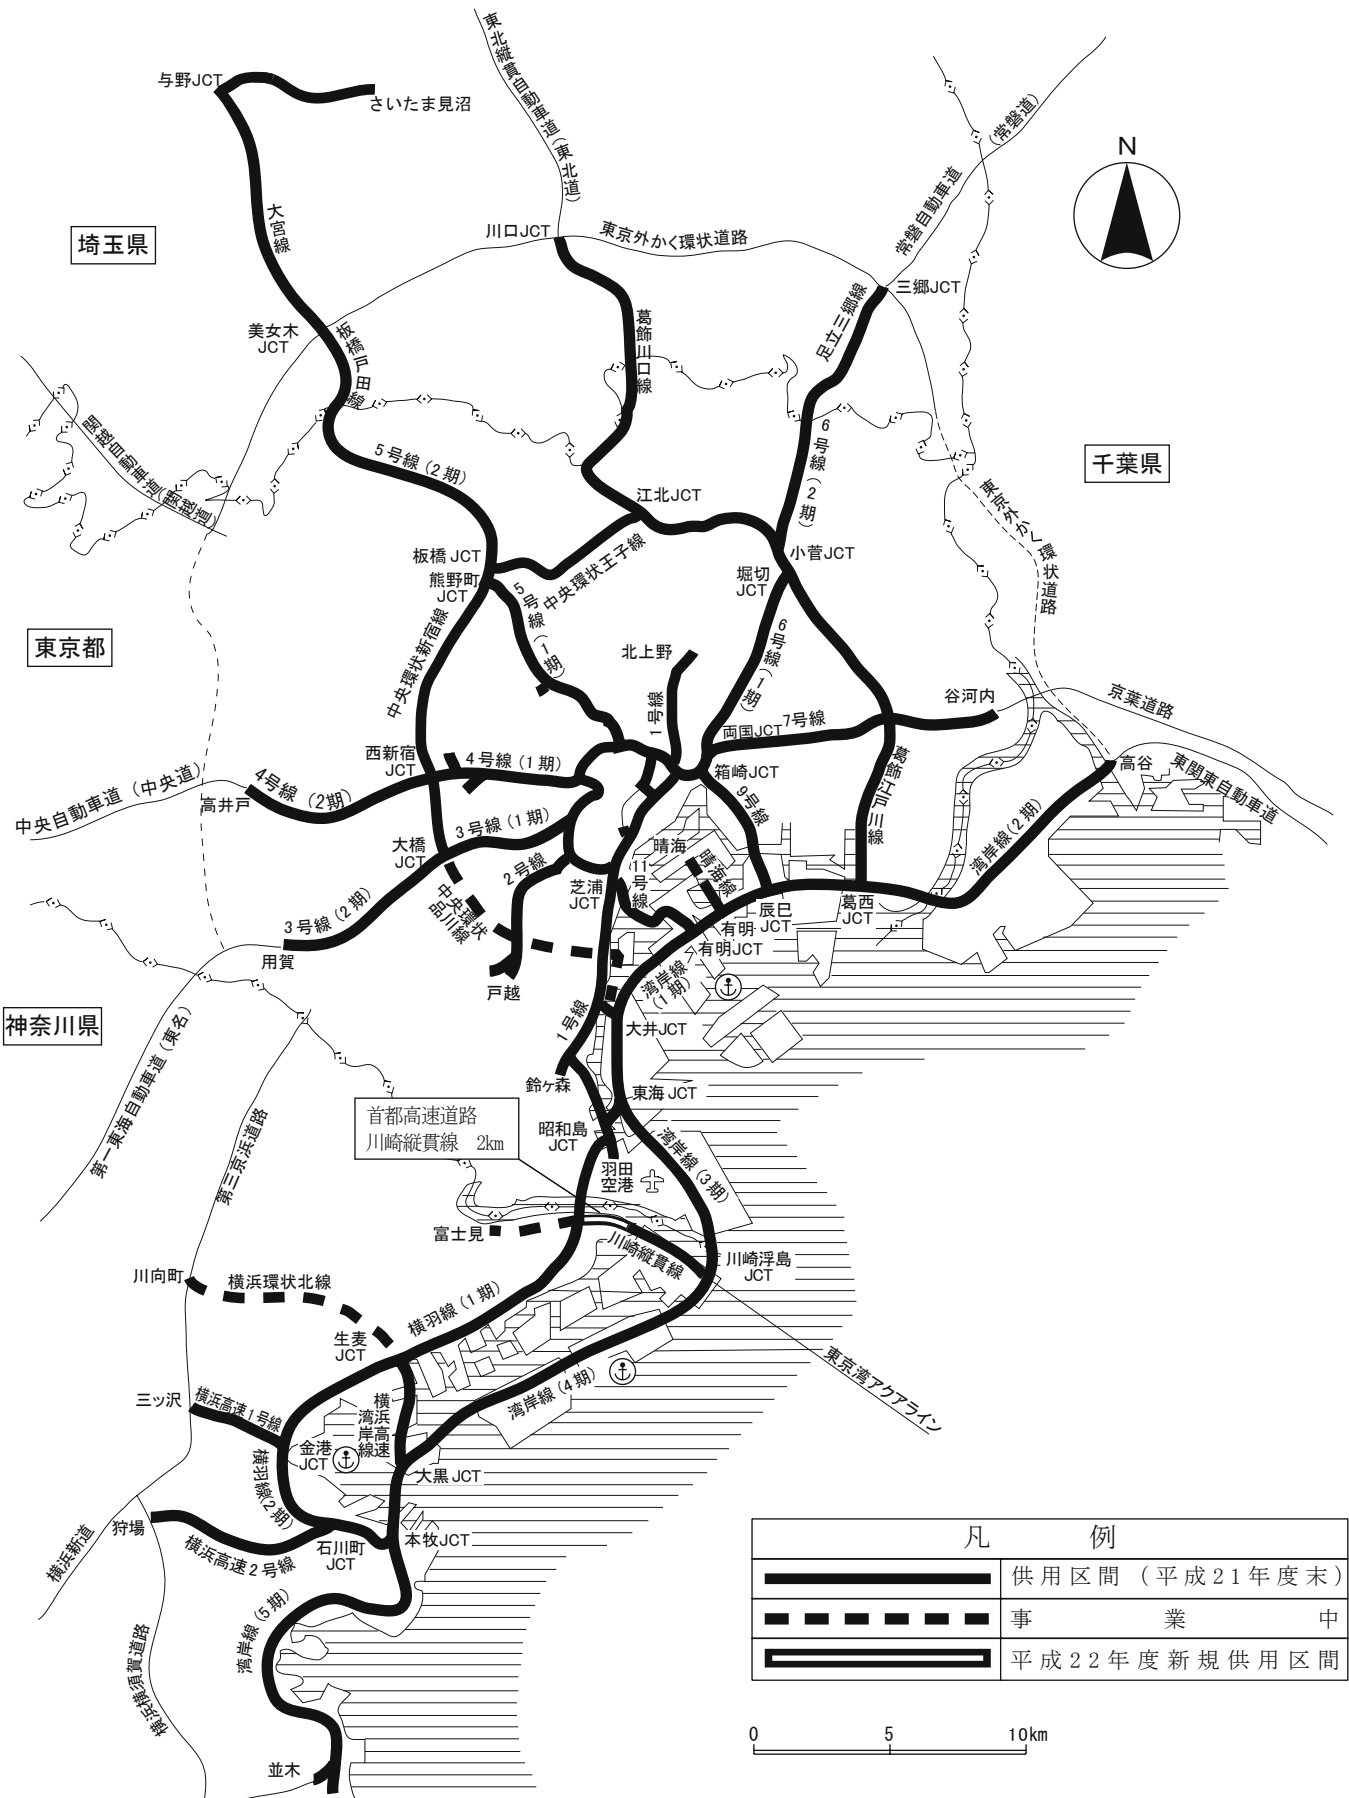 与野JCT
さいたま見沼
東北縦貫自動車道(東北道)
(常磐道)
常磐自動車道
N
大宮線
埼玉県
川口JCT
東京外かく環状道路
三郷JCT
足立三郷線
美女木
JCT
板橋戸田線
葛飾川口線
関越自動車道(関越道)
5号線(2期)
6号線(2期)
千葉県
江北JCT
東京外かく環状道路
板橋JCT
中央環状王子線
小菅JCT
熊野町
JCT
堀切
JCT
5号線(1期)
東京都
中央環状新宿線
北上野
6号線(1期)
1号線
谷河内
京葉道路
両国JCT
7号線
西新宿
JCT
4号線(1期)
箱崎JCT
葛飾江戸川線
高谷
東関東自動車道
中央自動車道(中央道)
高井戸
4号線(2期)
9号線
湾岸線(2期)
3号線(1期)
大橋
JCT
晴海
晴海線
2号線
11号線
芝浦
JCT
中央環状
品川線
辰巳
JCT
葛西
JCT
3号線(2期)
有明
有明JCT
用賀
戸越
湾岸線
(1期)
神奈川県
第一東海自動車道(東名)
1号線
大井JCT
鈴ヶ森
東海JCT
首都高速道路
川崎縦貫線 2km
昭和島
JCT
湾岸線(3期)
第三京浜道路
羽田
空港
富士見
川崎縦貫線
川崎浮島
JCT
川向町
横浜環状北線
横羽線(1期)
生麦
JCT
東京湾アクアライン
三ッ沢
横浜高速1号線
横浜高速
湾岸線
湾岸線(4期)
金港
JCT
横羽線(2期)
大黒JCT
狩場
横浜新道
横浜高速2号線
石川町
JCT
本牧JCT
凡例
供用区間(平成21年度末)
事業中
平成22年度新規供用区間
湾岸線(5期)
横浜横須賀道路
0 5 10km
並木